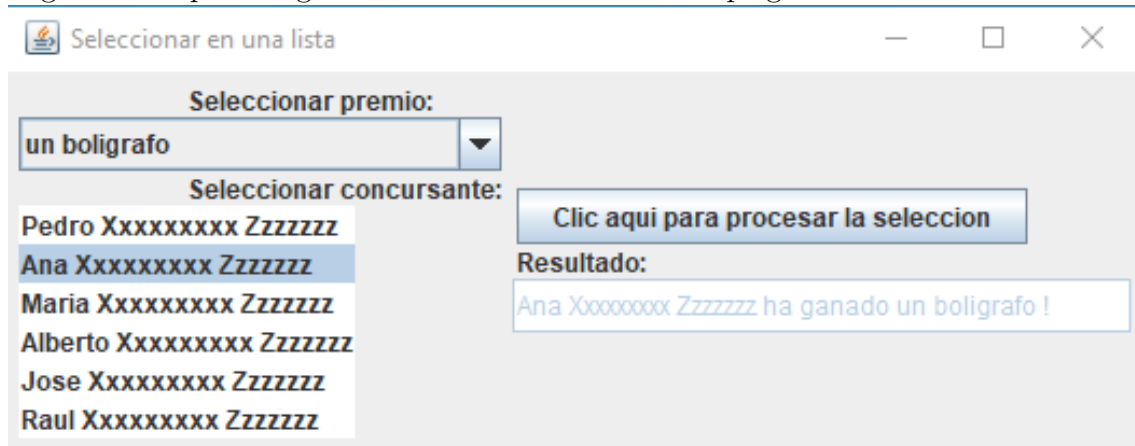 Seleccionar en una lista
Seleccionar premio:
un boligrafo
Seleccionar concursante:
Pedro Xxxxxxxxx Zzzzzzz
Ana Xxxxxxxxx Zzzzzzz
Maria Xxxxxxxxx Zzzzzzz
Alberto Xxxxxxxxx Zzzzzzz
Jose Xxxxxxxxx Zzzzzzz
Raul Xxxxxxxxx Zzzzzzz
Clic aqui para procesar la seleccion
Resultado:
Ana Xxxxxxxxx Zzzzzzz ha ganado un boligrafo !